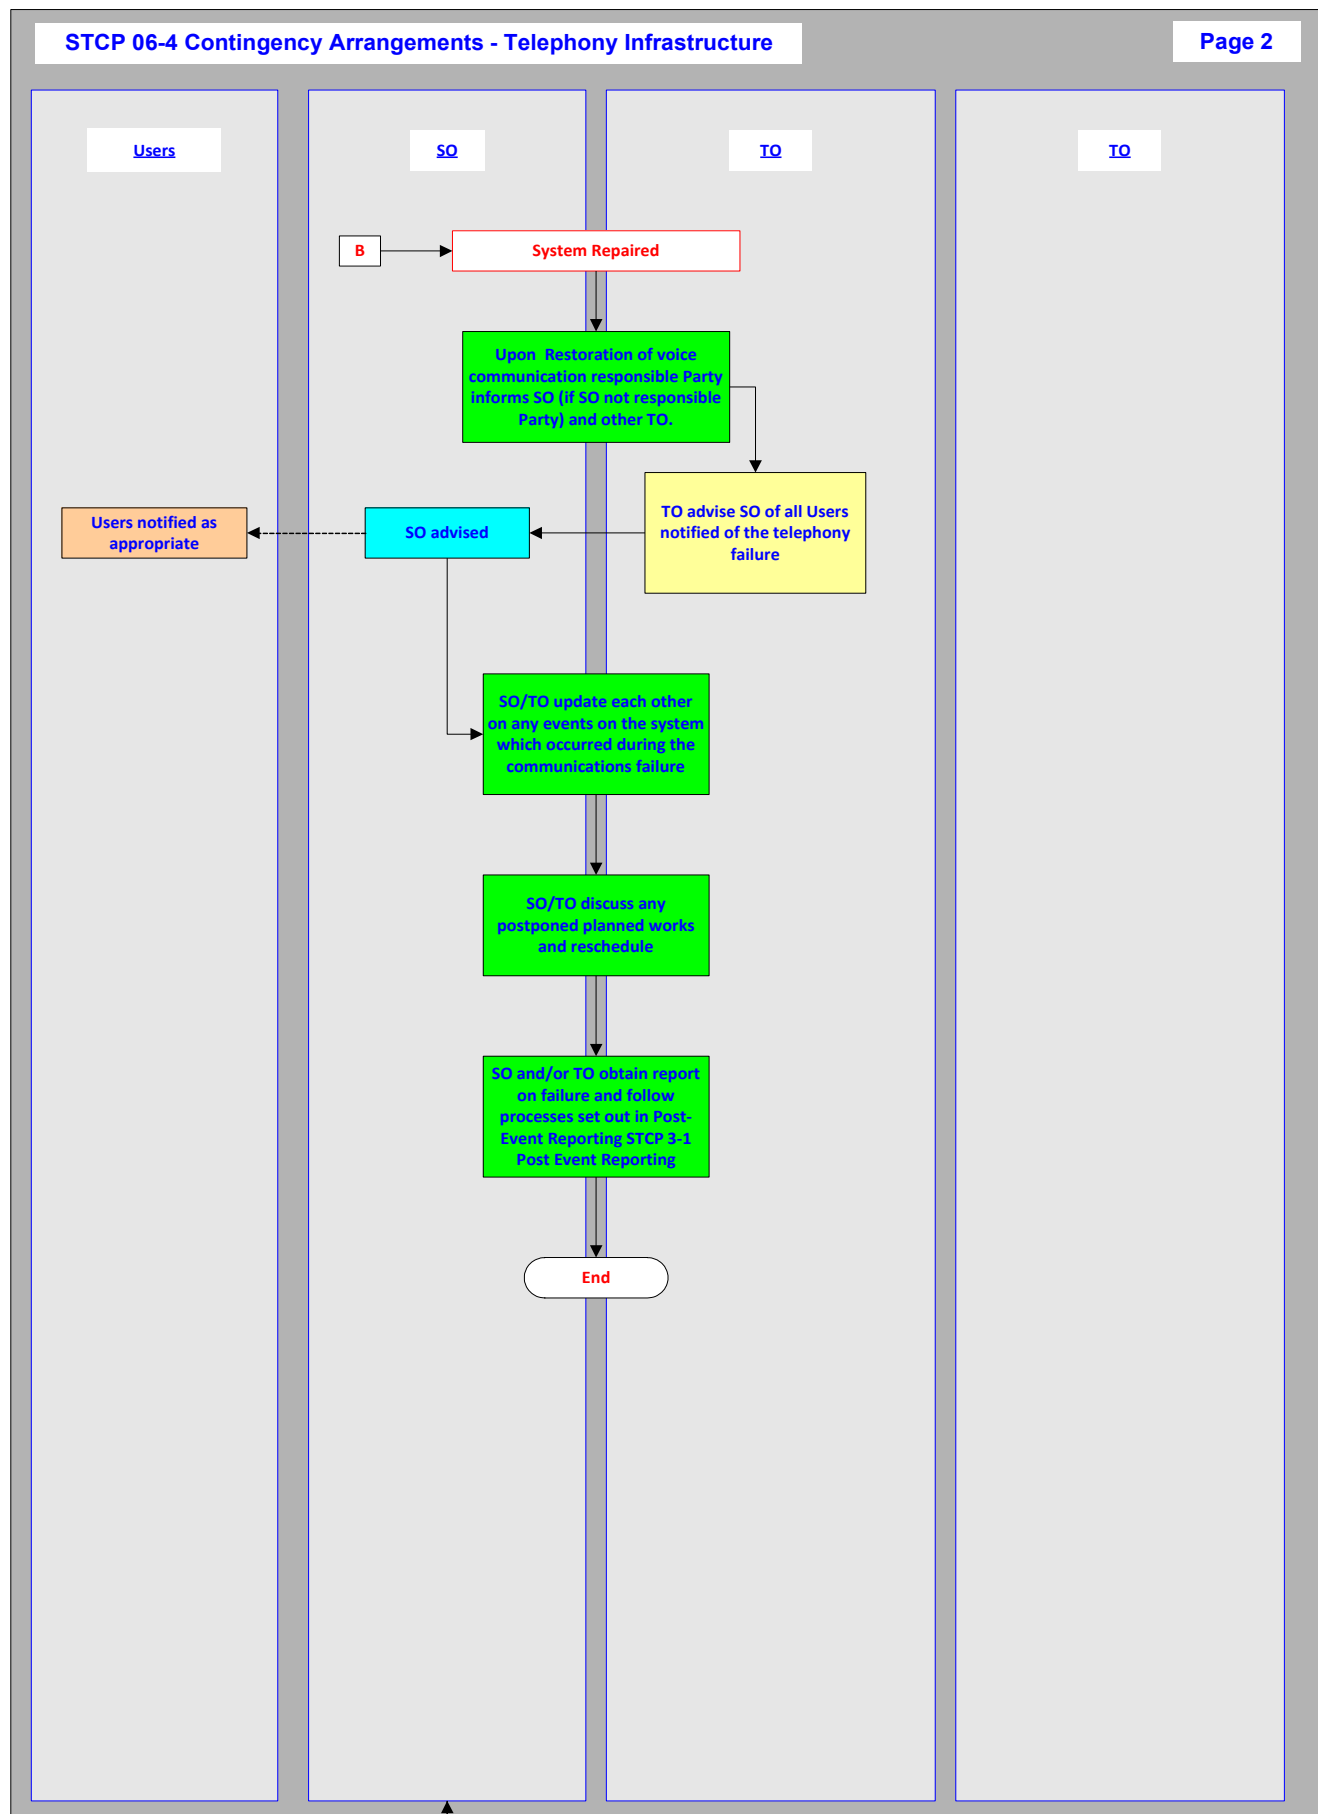 STCP 06-4 Contingency Arrangements - Telephony Infrastructure
Page 2
Users
SO
TO
TO
B
System Repaired
Upon Restoration of voice
communication responsible Party
informs SO (if SO not responsible
Party) and other TO.
TO advise SO of all Users
notified of the telephony
failure
SO advised
Users notified as
appropriate
SO/TO update each other
on any events on the system
which occurred during the
communications failure
SO/TO discuss any
postponed planned works
and reschedule
SO and/or TO obtain report
on failure and follow
processes set out in Post-
Event Reporting STCP 3-1
Post Event Reporting
End